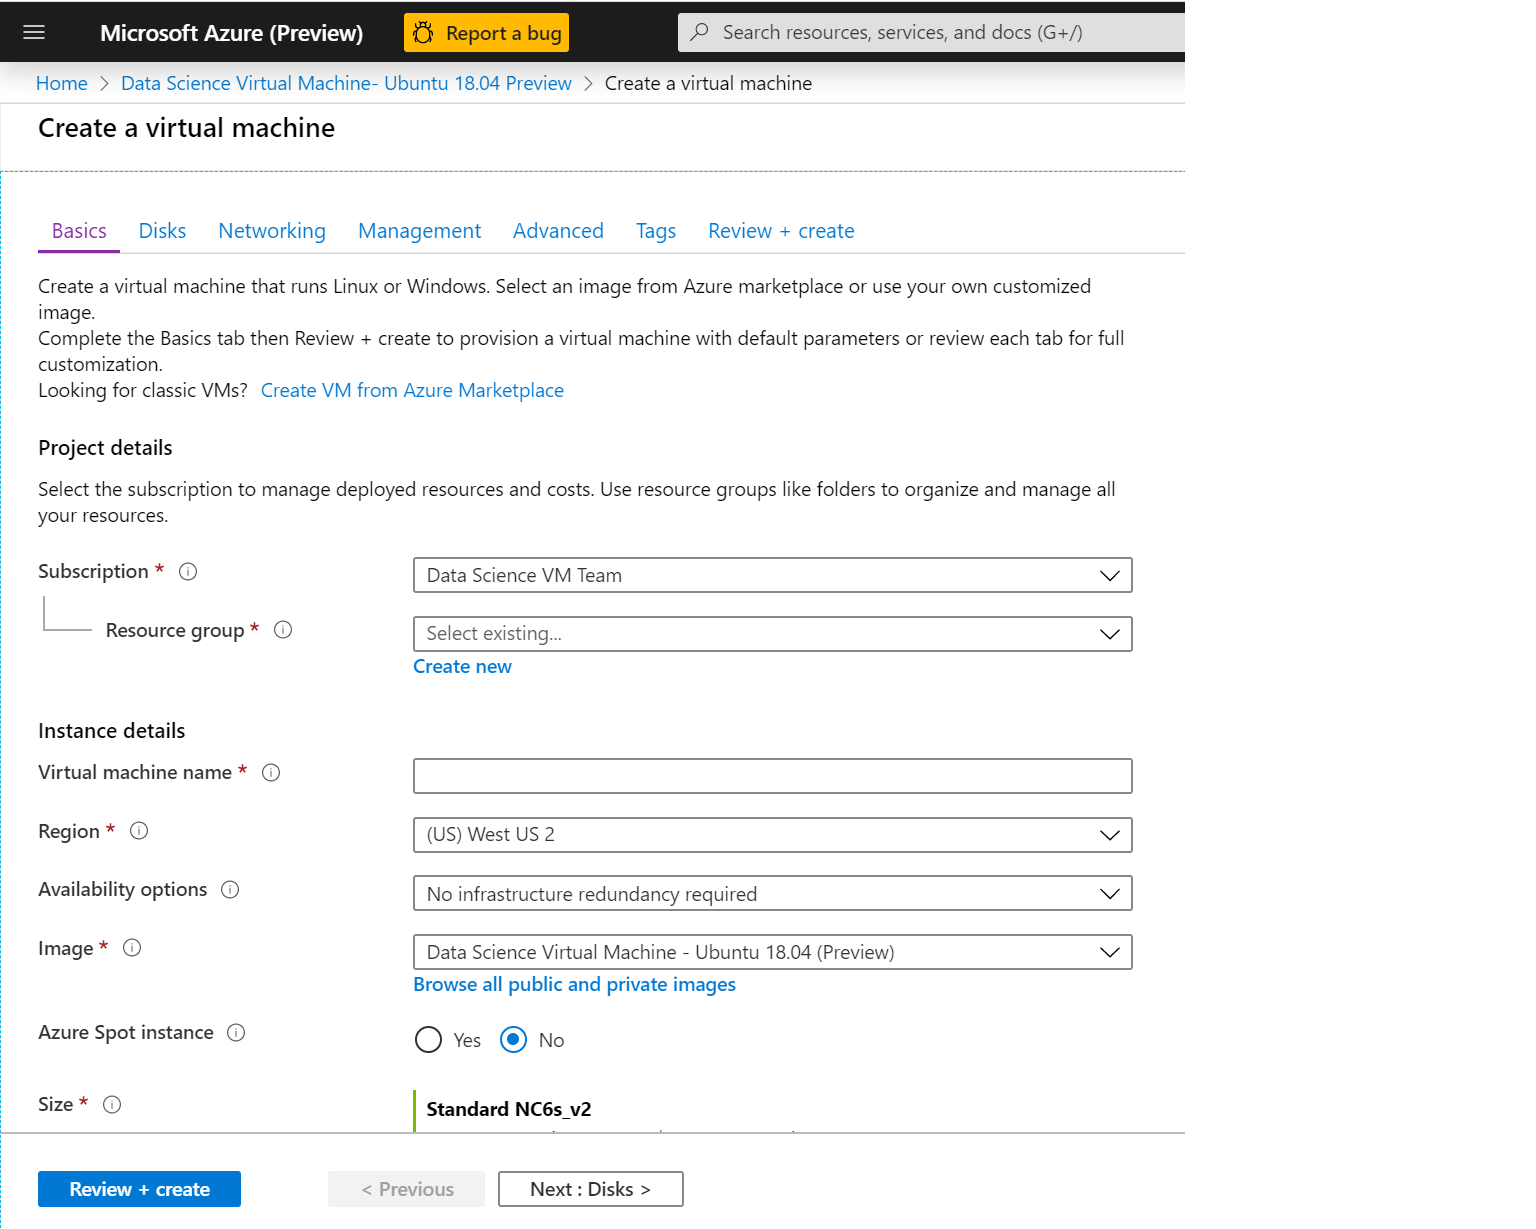 Microsoft Azure (Preview)
Report a bug
Search resources, services, and docs (G+/)
Home > Data Science Virtual Machine- Ubuntu 18.04 Preview > Create a virtual machine
Create a virtual machine
Basics Disks Networking Management Advanced Tags Review + create
Create a virtual machine that runs Linux or Windows. Select an image from Azure marketplace or use your own customized
image.
Complete the Basics tab then Review + create to provision a virtual machine with default parameters or review each tab for full
customization.
Looking for classic VMs? Create VM from Azure Marketplace
Project details
Select the subscription to manage deployed resources and costs. Use resource groups like folders to organize and manage all
your resources.
Subscription *
Data Science VM Team
Resource group *
Select existing...
Create new
Instance details
Virtual machine name *
Region *
(US) West US 2
Availability options
No infrastructure redundancy required
Image *
Data Science Virtual Machine - Ubuntu 18.04 (Preview)
Browse all public and private images
Azure Spot instance
Yes No
Size *
Standard NC6s_v2
Review + create
< Previous
Next : Disks >